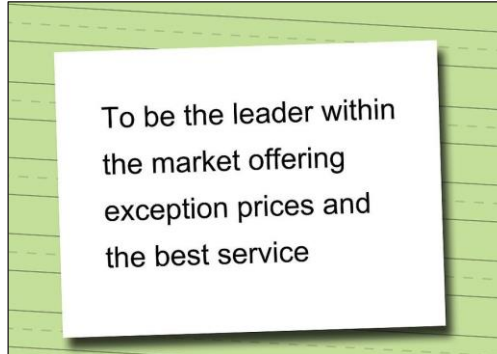 To be the leader within
the market offering
exception prices and
the best service